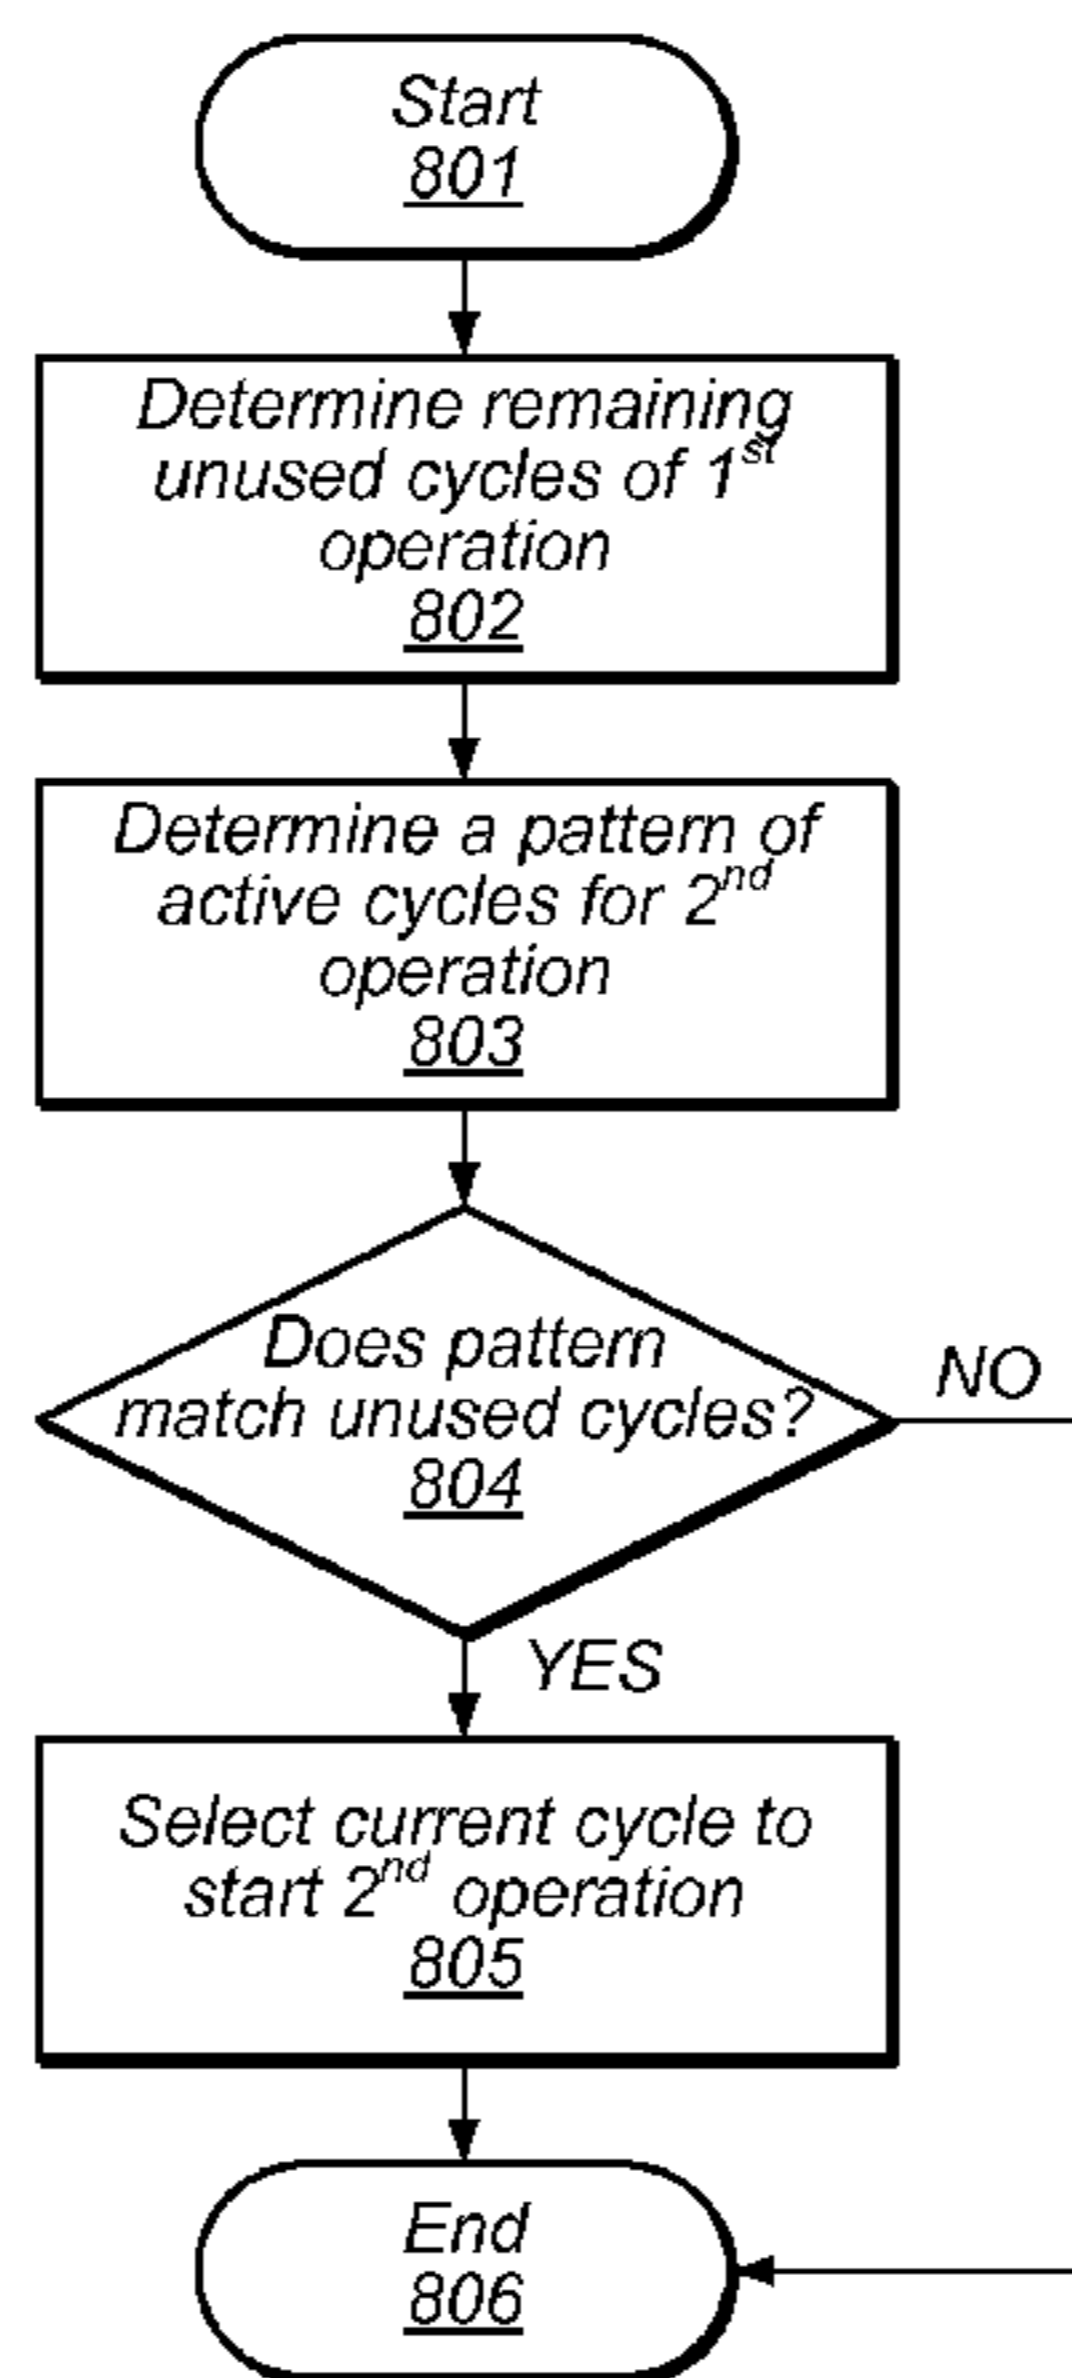 Start
801
Determine remaining
unused cycles of 1st
operation
802
Determine a pattern of
active cycles for 2nd
operation
803
Does pattern
match unused cycles?
804
NO
YES
Select current cycle to
start 2nd operation
805
End
806